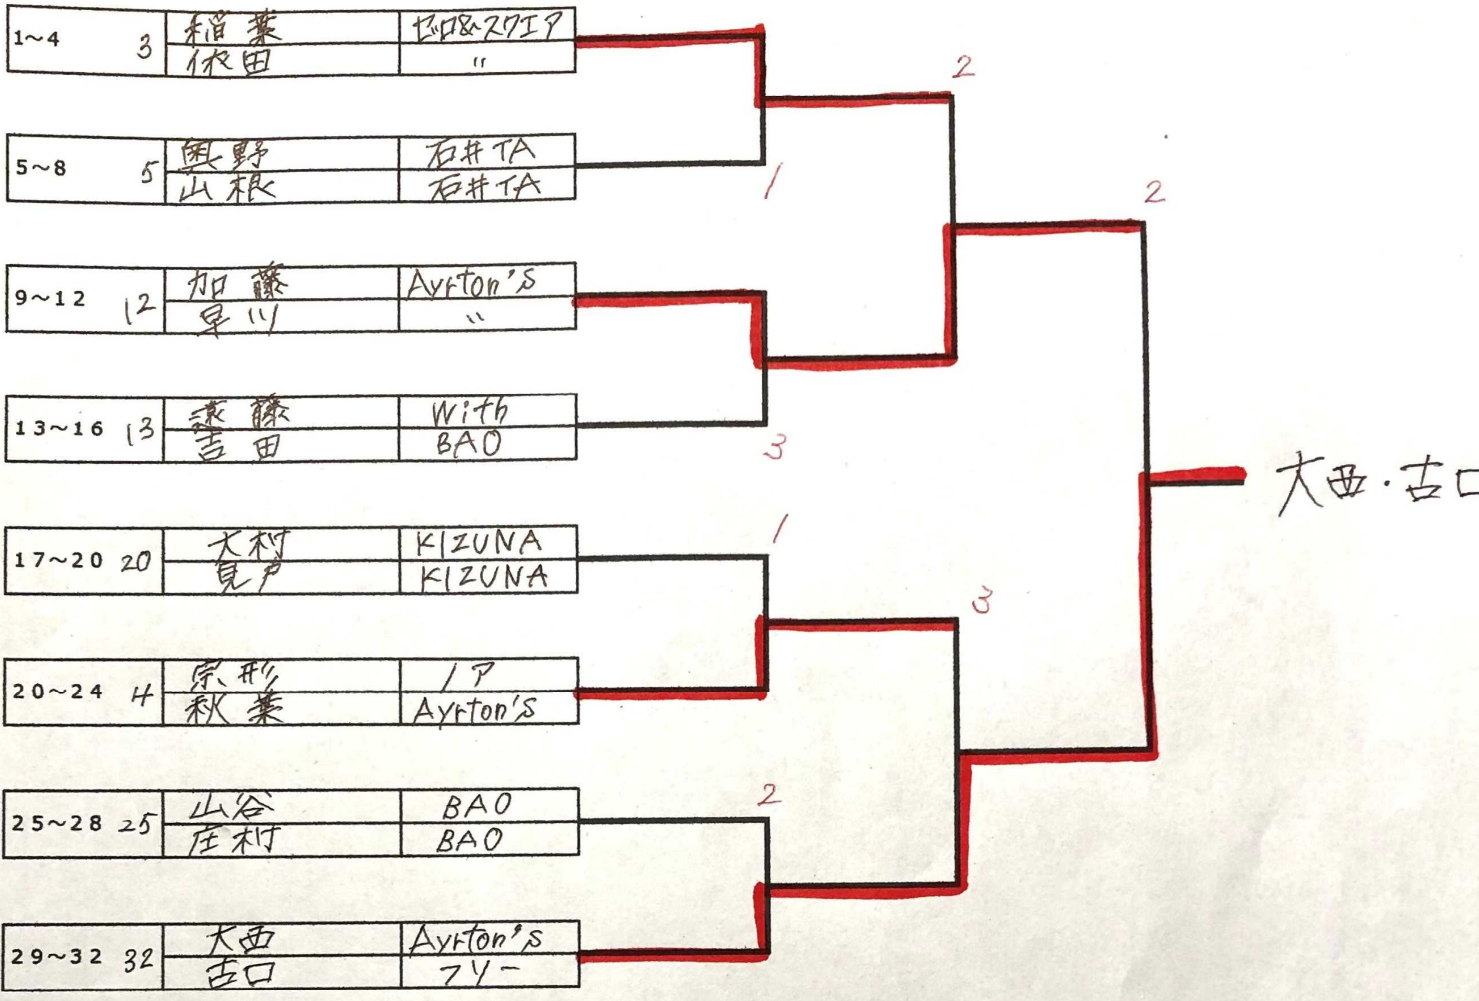 1~4 3 稲葉 ゼロ&スクエア
依田 〃
2
5~8 5 奥野 石井TA
山根 石井TA
1
2
9~12 12 加藤 Ayrton's
早川 〃
13~16 13 遠藤 With
吉田 BAO
3
大西・古口
17~20 20 大村 KIZUNA
見戸 KIZUNA
1
3
20~24 4 宗形 ノア
秋葉 Ayrton's
25~28 25 山谷 BAO
庄村 BAO
2
29~32 32 大西 Ayrton's
古口 フリー